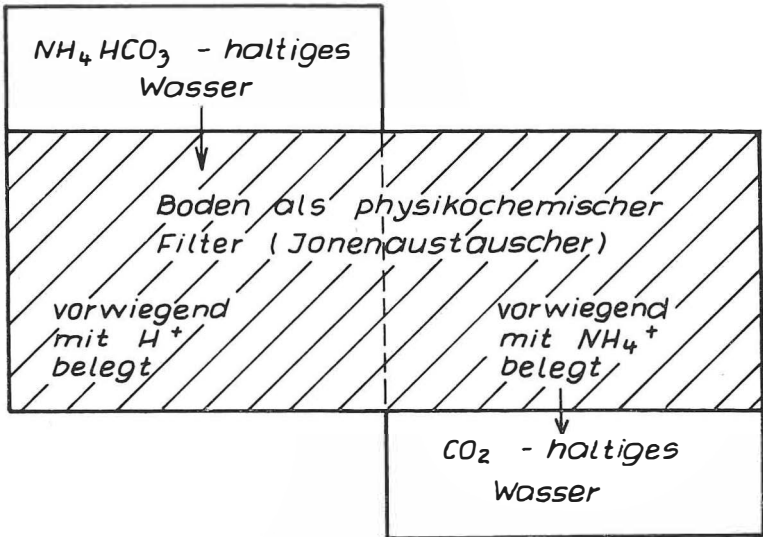 NH₄HCO₃ - haltiges
Wasser
Boden als physikochemischer
Filter (Jonenaustauscher)
vorwiegend
mit H⁺
belegt
vorwiegend
mit NH₄⁺
belegt
CO₂ - haltiges
Wasser